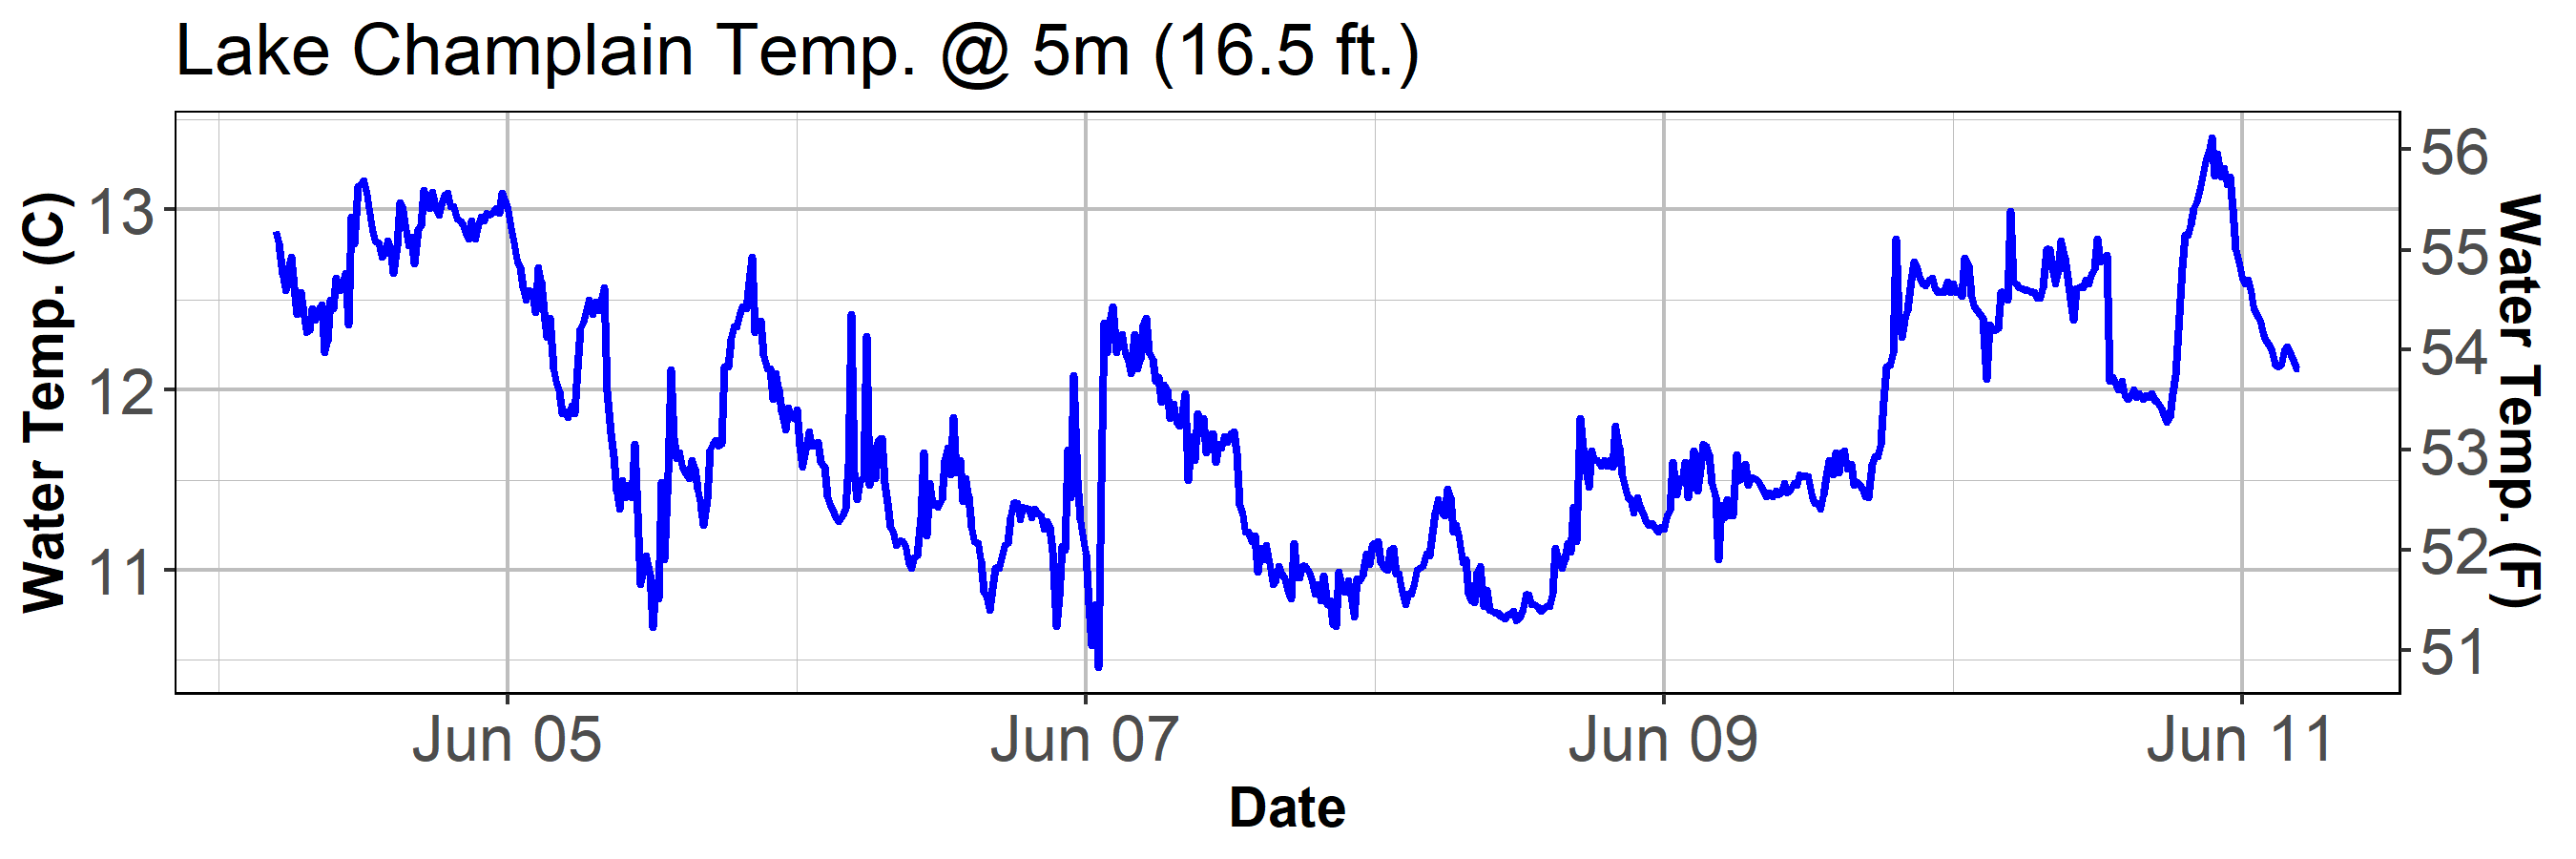 Lake Champlain Temp. @ 5m (16.5 ft.)
Water Temp. (C)
13
12
11
56
55
54
53
52
51
Water Temp. (F)
Jun 05 Jun 07 Jun 09 Jun 11
Date